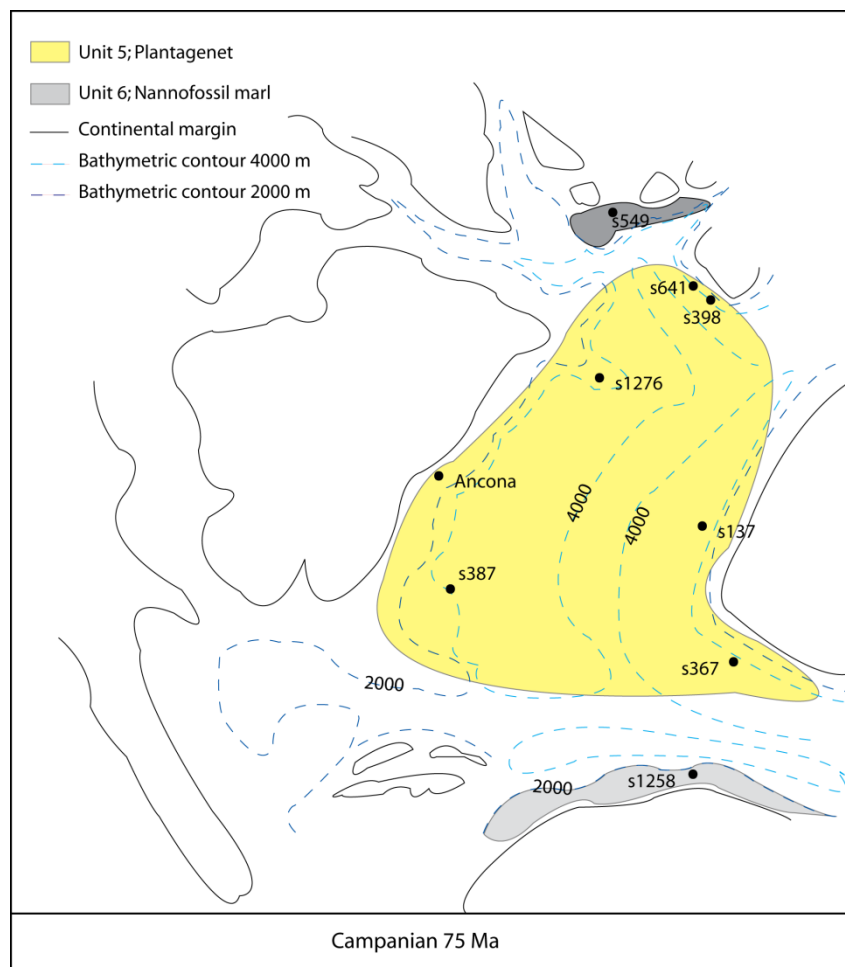 Unit 5; Plantagenet
Unit 6; Nannofossil marl
Continental margin
Bathymetric contour 4000 m
Bathymetric contour 2000 m
s549
s641
s398
s1276
Ancona
4000
4000
s137
s387
s367
2000
2000
s1258
Campanian 75 Ma